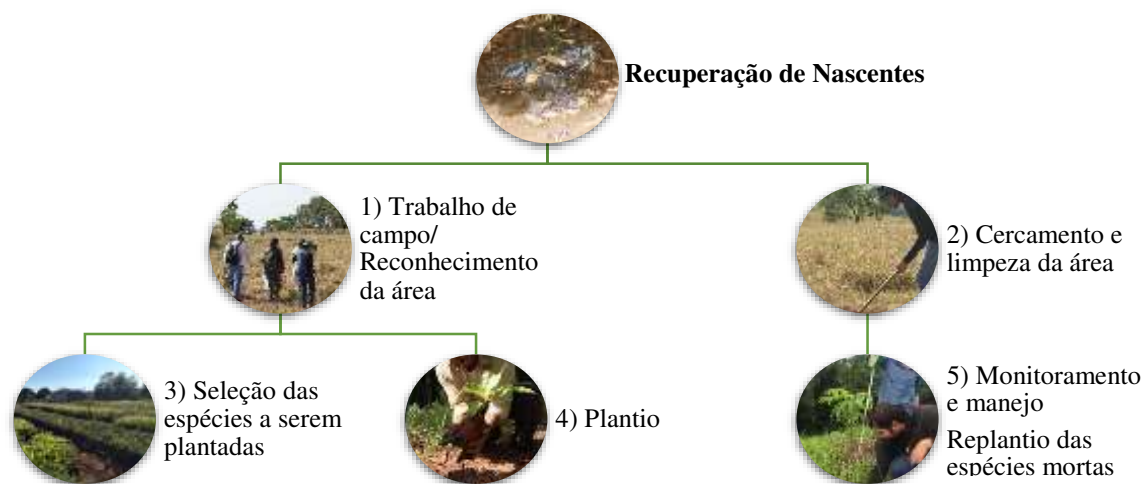 Recuperação de Nascentes
1) Trabalho de
campo/
Reconhecimento
da área
2) Cercamento e
limpeza da área
3) Seleção das
espécies a serem
plantadas
4) Plantio
5) Monitoramento
e manejo
Replantio das
espécies mortas